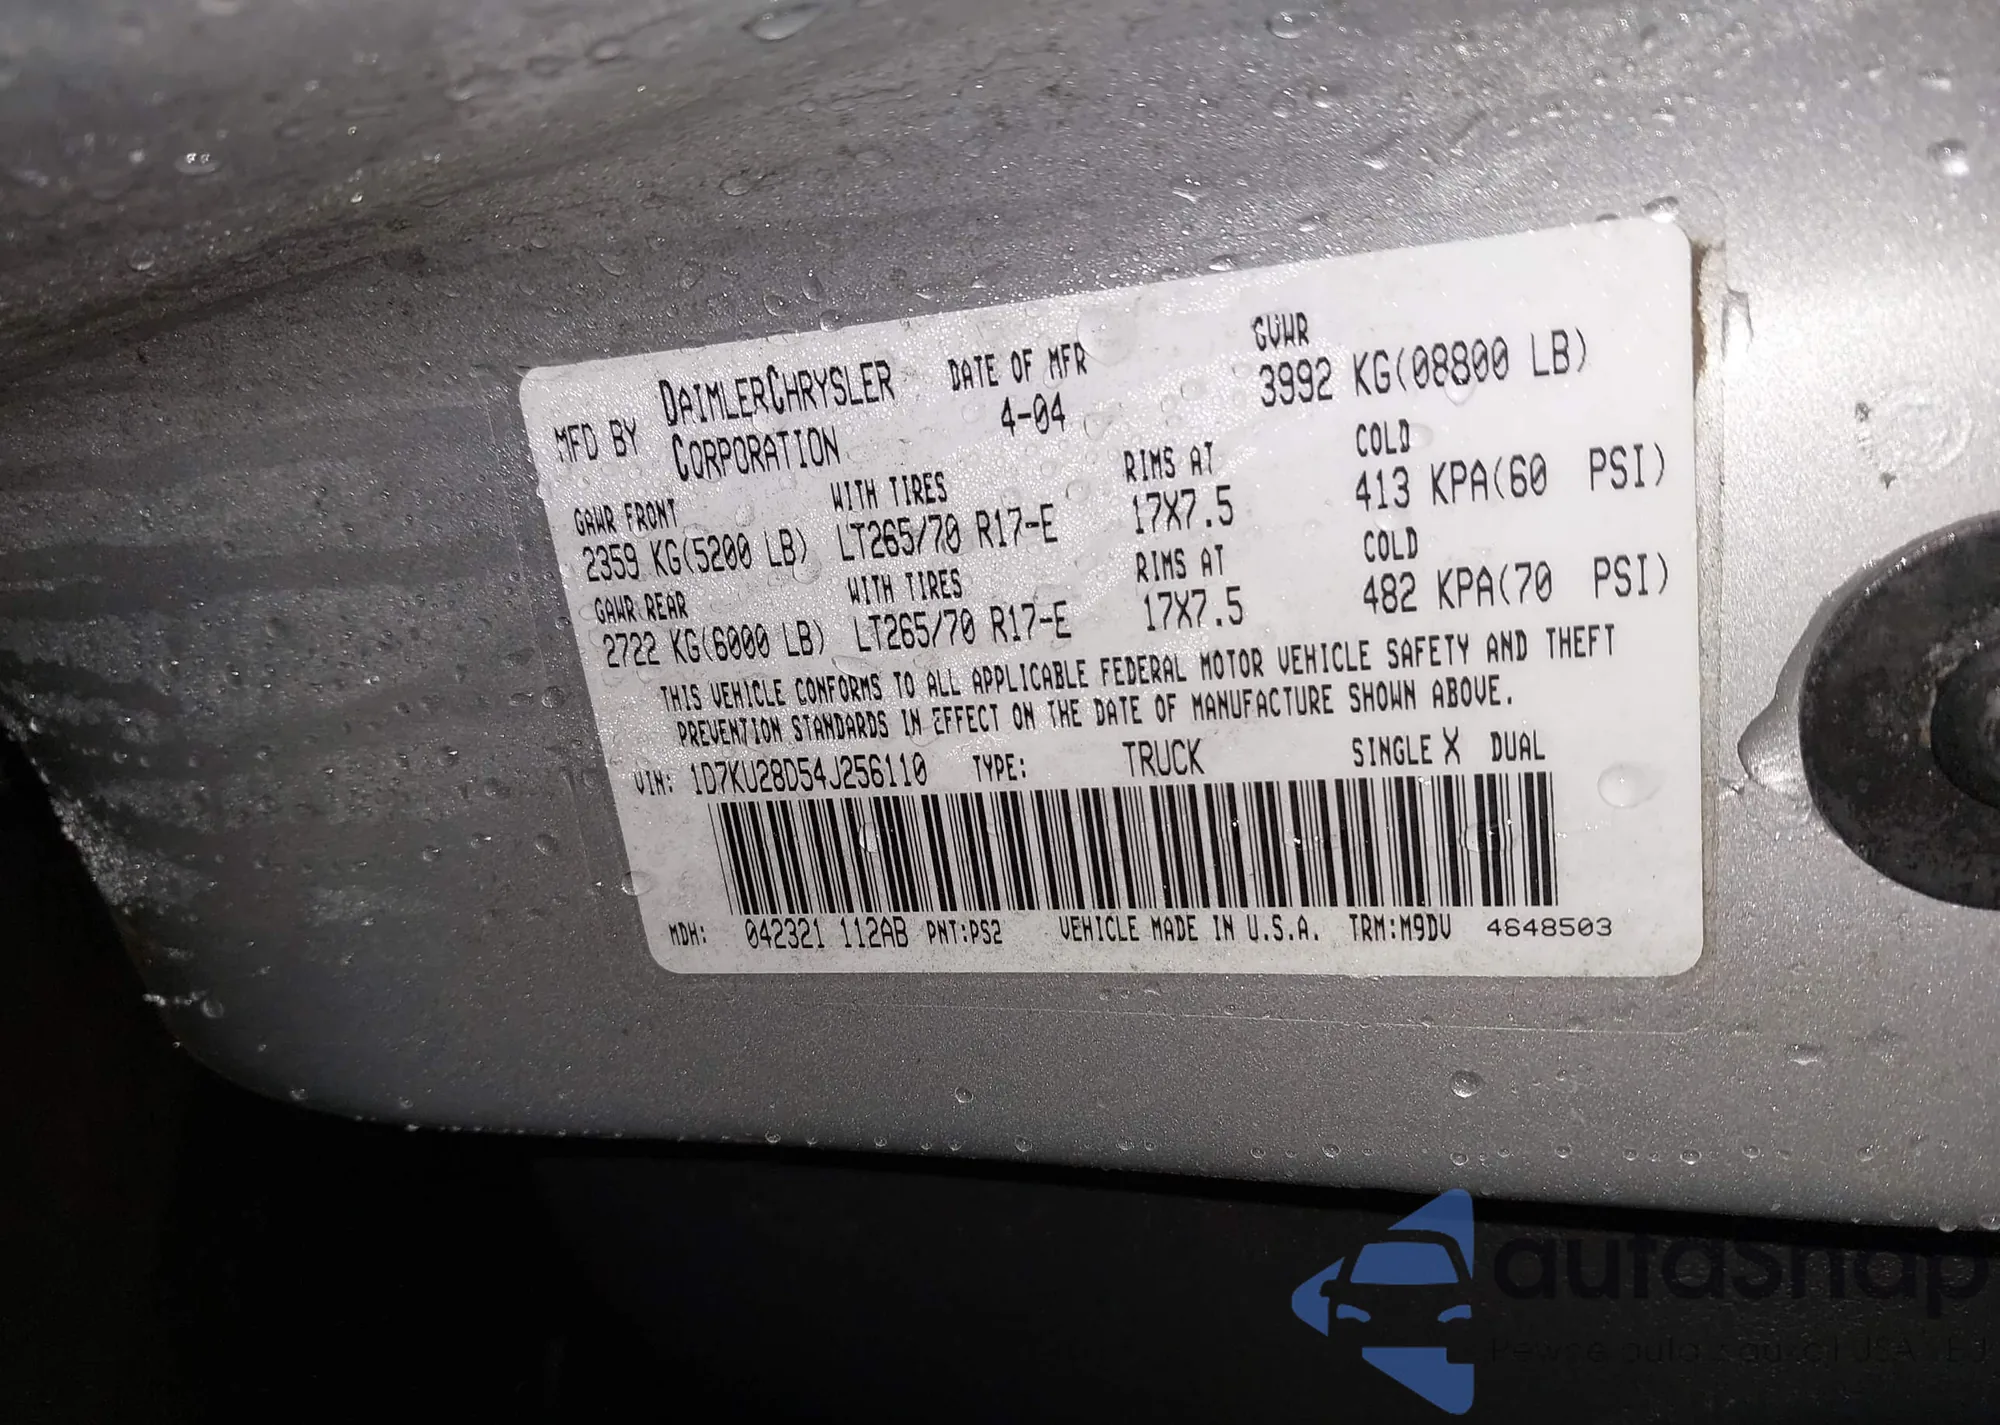 MFD BY DAIMLERCHRYSLER CORPORATION DATE OF MFR 4-04 GVWR 3992 KG(08800 LB)
GAWR FRONT WITH TIRES RIMS AT COLD
2359 KG(5200 LB) LT265/70 R17-E 17X7.5 413 KPA(60 PSI)
GAWR REAR WITH TIRES RIMS AT COLD
2722 KG(6000 LB) LT265/70 R17-E 17X7.5 482 KPA(70 PSI)
THIS VEHICLE CONFORMS TO ALL APPLICABLE FEDERAL MOTOR VEHICLE SAFETY AND THEFT
PREVENTION STANDARDS IN EFFECT ON THE DATE OF MANUFACTURE SHOWN ABOVE.
VIN: 1D7KU28D54J256110 TYPE: TRUCK SINGLE X DUAL
MDH: 042321 112AB PNT:PS2 VEHICLE MADE IN U.S.A. TRM:M9DV 4648503
autaSnap